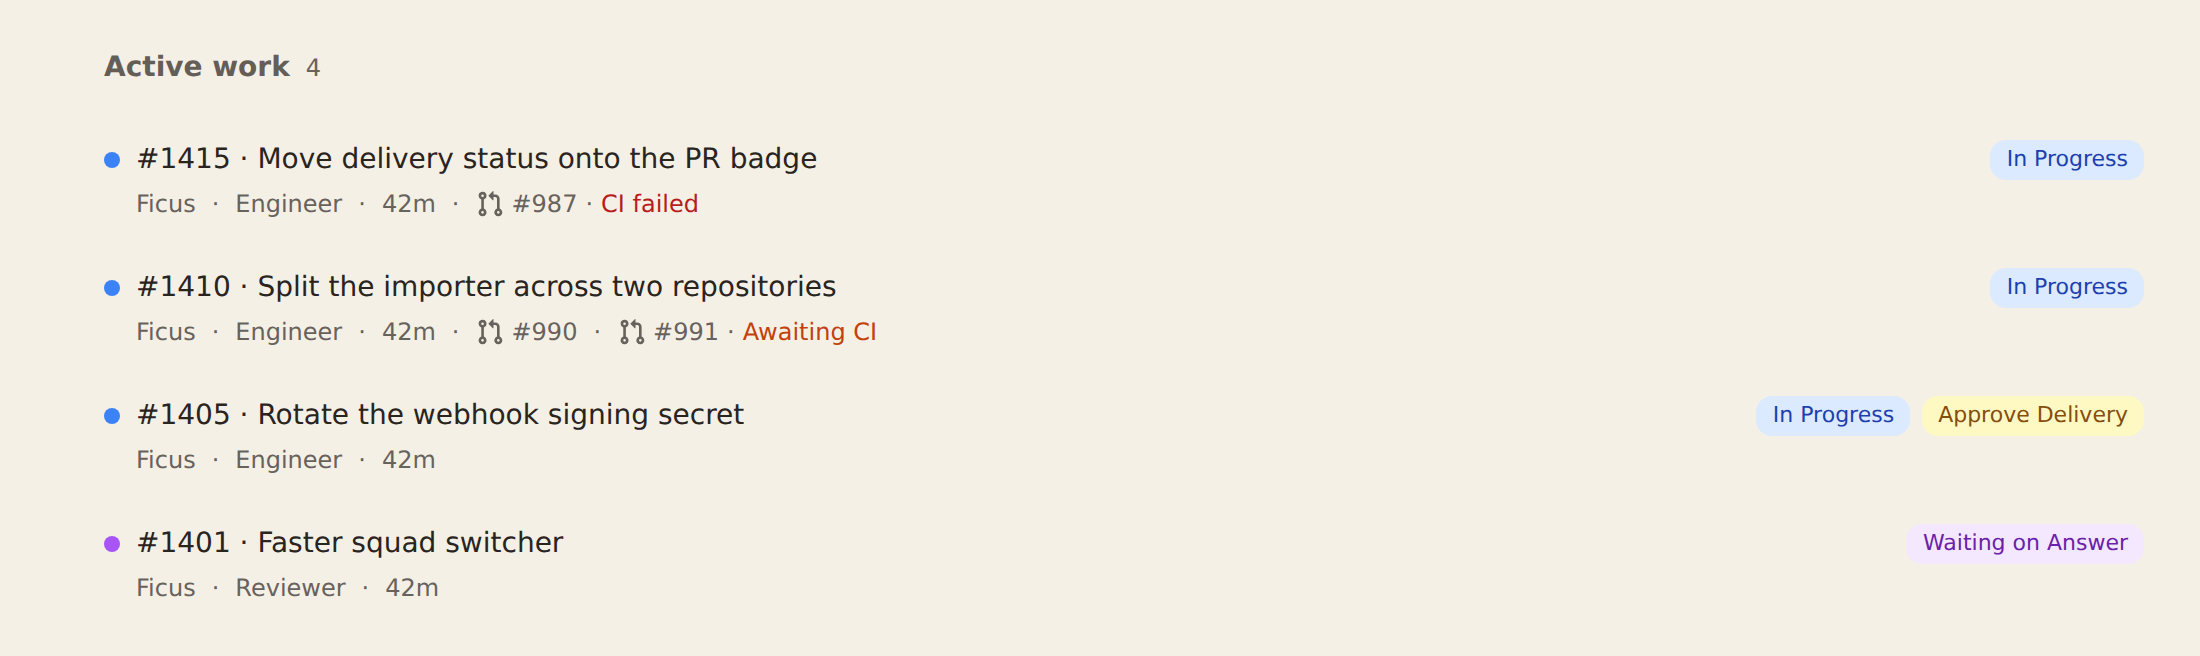 Active work 4
#1415 · Move delivery status onto the PR badge
In Progress
Ficus · Engineer · 42m · #987 · CI failed
#1410 · Split the importer across two repositories
In Progress
Ficus · Engineer · 42m · #990 · #991 · Awaiting CI
#1405 · Rotate the webhook signing secret
In Progress
Approve Delivery
Ficus · Engineer · 42m
#1401 · Faster squad switcher
Waiting on Answer
Ficus · Reviewer · 42m